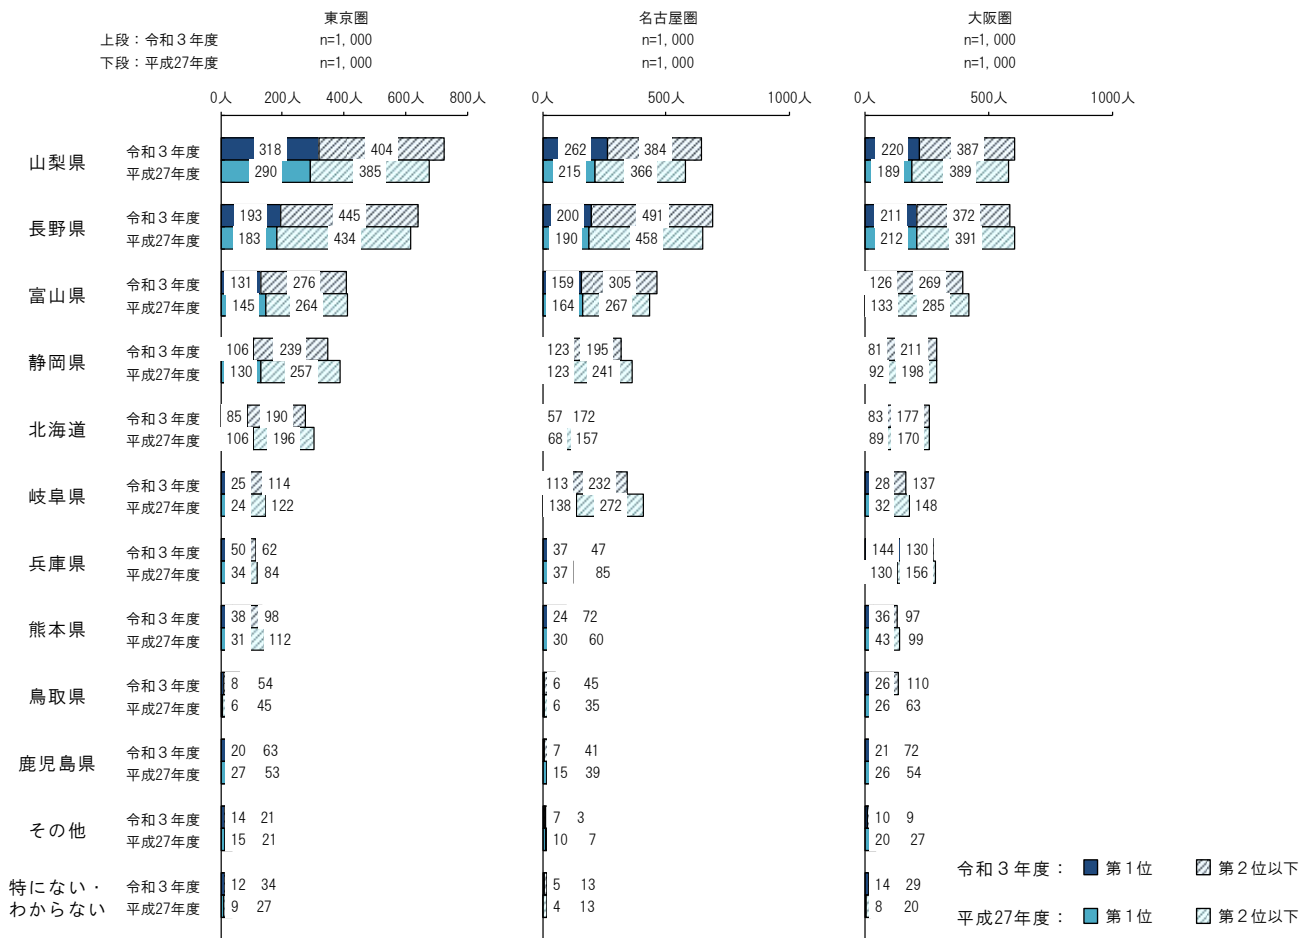 東京圏 名古屋圏 大阪圏
上段：令和３年度 n=1,000 n=1,000 n=1,000
下段：平成27年度 n=1,000 n=1,000 n=1,000
0人 200人 400人 600人 800人 0人 500人 1000人 0人 500人 1000人
山梨県
令和３年度 318 404 262 384 220 387
平成27年度 290 385 215 366 189 389
長野県
令和３年度 193 445 200 491 211 372
平成27年度 183 434 190 458 212 391
富山県
令和３年度 131 276 159 305 126 269
平成27年度 145 264 164 267 133 285
静岡県
令和３年度 106 239 123 195 81 211
平成27年度 130 257 123 241 92 198
北海道
令和３年度 85 190 57 172 83 177
平成27年度 106 196 68 157 89 170
岐阜県
令和３年度 25 114 113 232 28 137
平成27年度 24 122 138 272 32 148
兵庫県
令和３年度 50 62 37 47 144 130
平成27年度 34 84 37 85 130 156
熊本県
令和３年度 38 98 24 72 36 97
平成27年度 31 112 30 60 43 99
鳥取県
令和３年度 8 54 6 45 26 110
平成27年度 6 45 6 35 26 63
鹿児島県
令和３年度 20 63 7 41 21 72
平成27年度 27 53 15 39 26 54
その他
令和３年度 14 21 7 3 10 9
平成27年度 15 21 10 7 20 27
特にない・
わからない
令和３年度 12 34 5 13 14 29
平成27年度 9 27 4 13 8 20
令和３年度： 第１位 第２位以下
平成27年度： 第１位 第２位以下